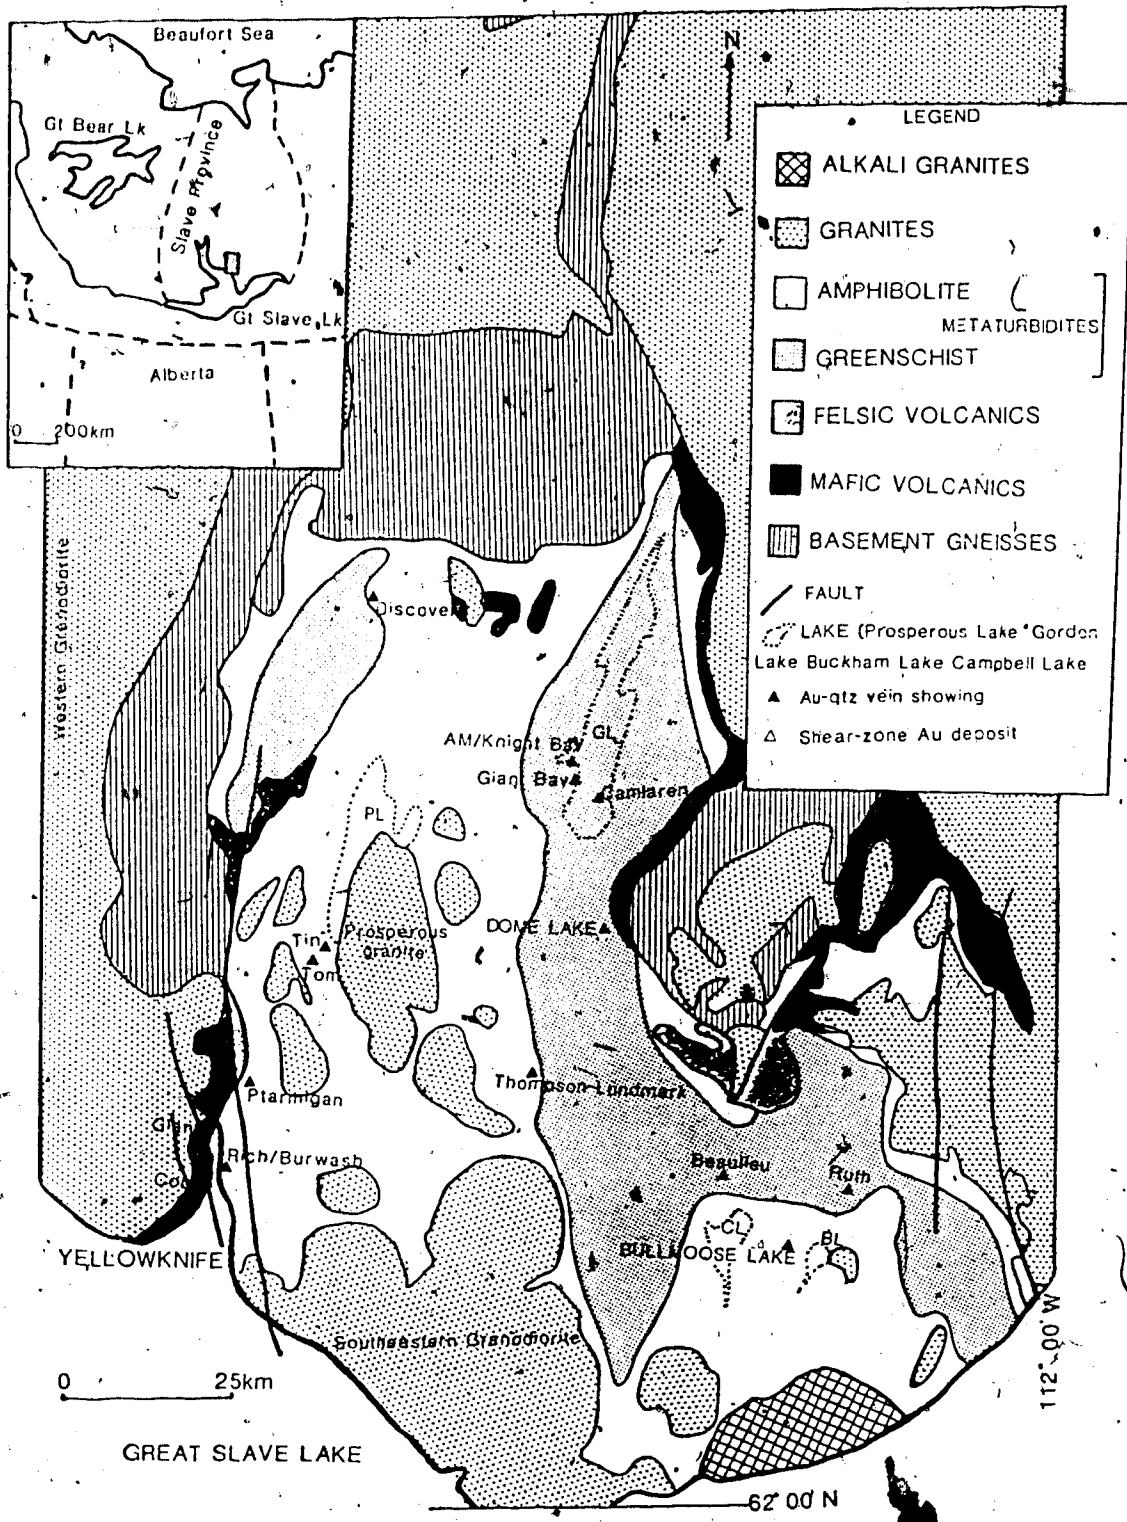 Beaufort Sea
Gt Bear Lk
Slave Province
Gt Slave Lk
Alberta
0 200km
N
LEGEND
ALKALI GRANITES
GRANITES
AMPHIBOLITE
METATURBIDITES
GREENSCHIST
FELSIC VOLCANICS
MAFIC VOLCANICS
BASEMENT GNEISSES
FAULT
LAKE (Prosperous Lake Gordon
Lake Buckham Lake Campbell Lake
Au-qtz vein showing
Shear-zone Au deposit
Western Granodiorite
Discover
AM/Knight Bay
GL
Giant Bay
Camlaren
PL
DOME LAKE
Tin
Prosperous
granite
Tom
Thompson-Lundmark
Ptarmigan
Gian
Rich/Burwash
Co
Beaulieu
Ruth
CL
BL
BULLMOOSE LAKE
YELLOWKNIFE
Southeastern Granodiorite
0 25km
GREAT SLAVE LAKE
112° 00' W
62° 00' N